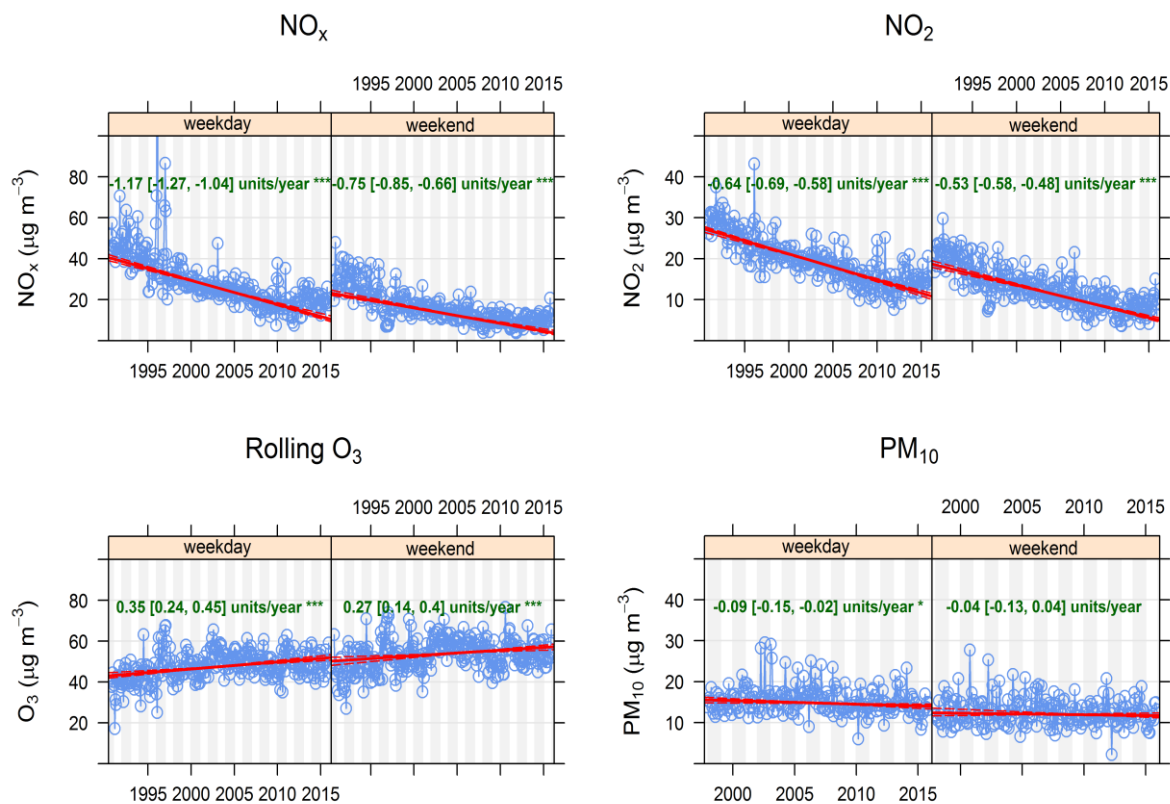 NOx NO2
1995 2000 2005 2010 2015 1995 2000 2005 2010 2015
weekday weekend weekday weekend
80 40
-1.17 [-1.27, -1.04] units/year *** -0.75 [-0.85, -0.66] units/year *** -0.64 [-0.69, -0.58] units/year *** -0.53 [-0.58, -0.48] units/year ***
60 30
NOx (µg m−3) NO2 (µg m−3)
40 20
20 10
1995 2000 2005 2010 2015 1995 2000 2005 2010 2015
Rolling O3 PM10
1995 2000 2005 2010 2015 2000 2005 2010 2015
weekday weekend weekday weekend
80 40
0.35 [0.24, 0.45] units/year *** 0.27 [0.14, 0.4] units/year *** -0.09 [-0.15, -0.02] units/year * -0.04 [-0.13, 0.04] units/year
60 30
O3 (µg m−3) PM10 (µg m−3)
40 20
20 10
1995 2000 2005 2010 2015 2000 2005 2010 2015